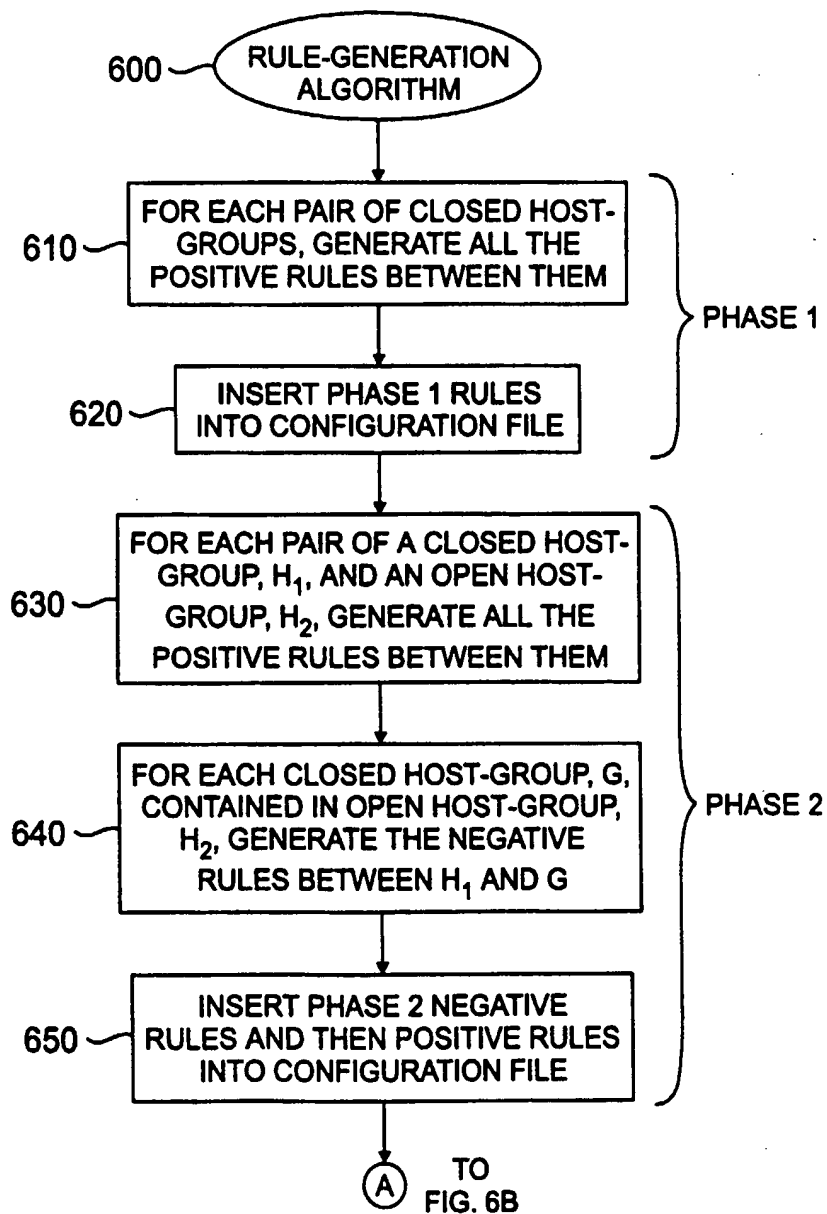 600
RULE-GENERATION
ALGORITHM
610
FOR EACH PAIR OF CLOSED HOST-
GROUPS, GENERATE ALL THE
POSITIVE RULES BETWEEN THEM
620
INSERT PHASE 1 RULES
INTO CONFIGURATION FILE
PHASE 1
630
FOR EACH PAIR OF A CLOSED HOST-
GROUP, H₁, AND AN OPEN HOST-
GROUP, H₂, GENERATE ALL THE
POSITIVE RULES BETWEEN THEM
640
FOR EACH CLOSED HOST-GROUP, G,
CONTAINED IN OPEN HOST-GROUP,
H₂, GENERATE THE NEGATIVE
RULES BETWEEN H₁ AND G
650
INSERT PHASE 2 NEGATIVE
RULES AND THEN POSITIVE RULES
INTO CONFIGURATION FILE
PHASE 2
A
TO
FIG. 6B